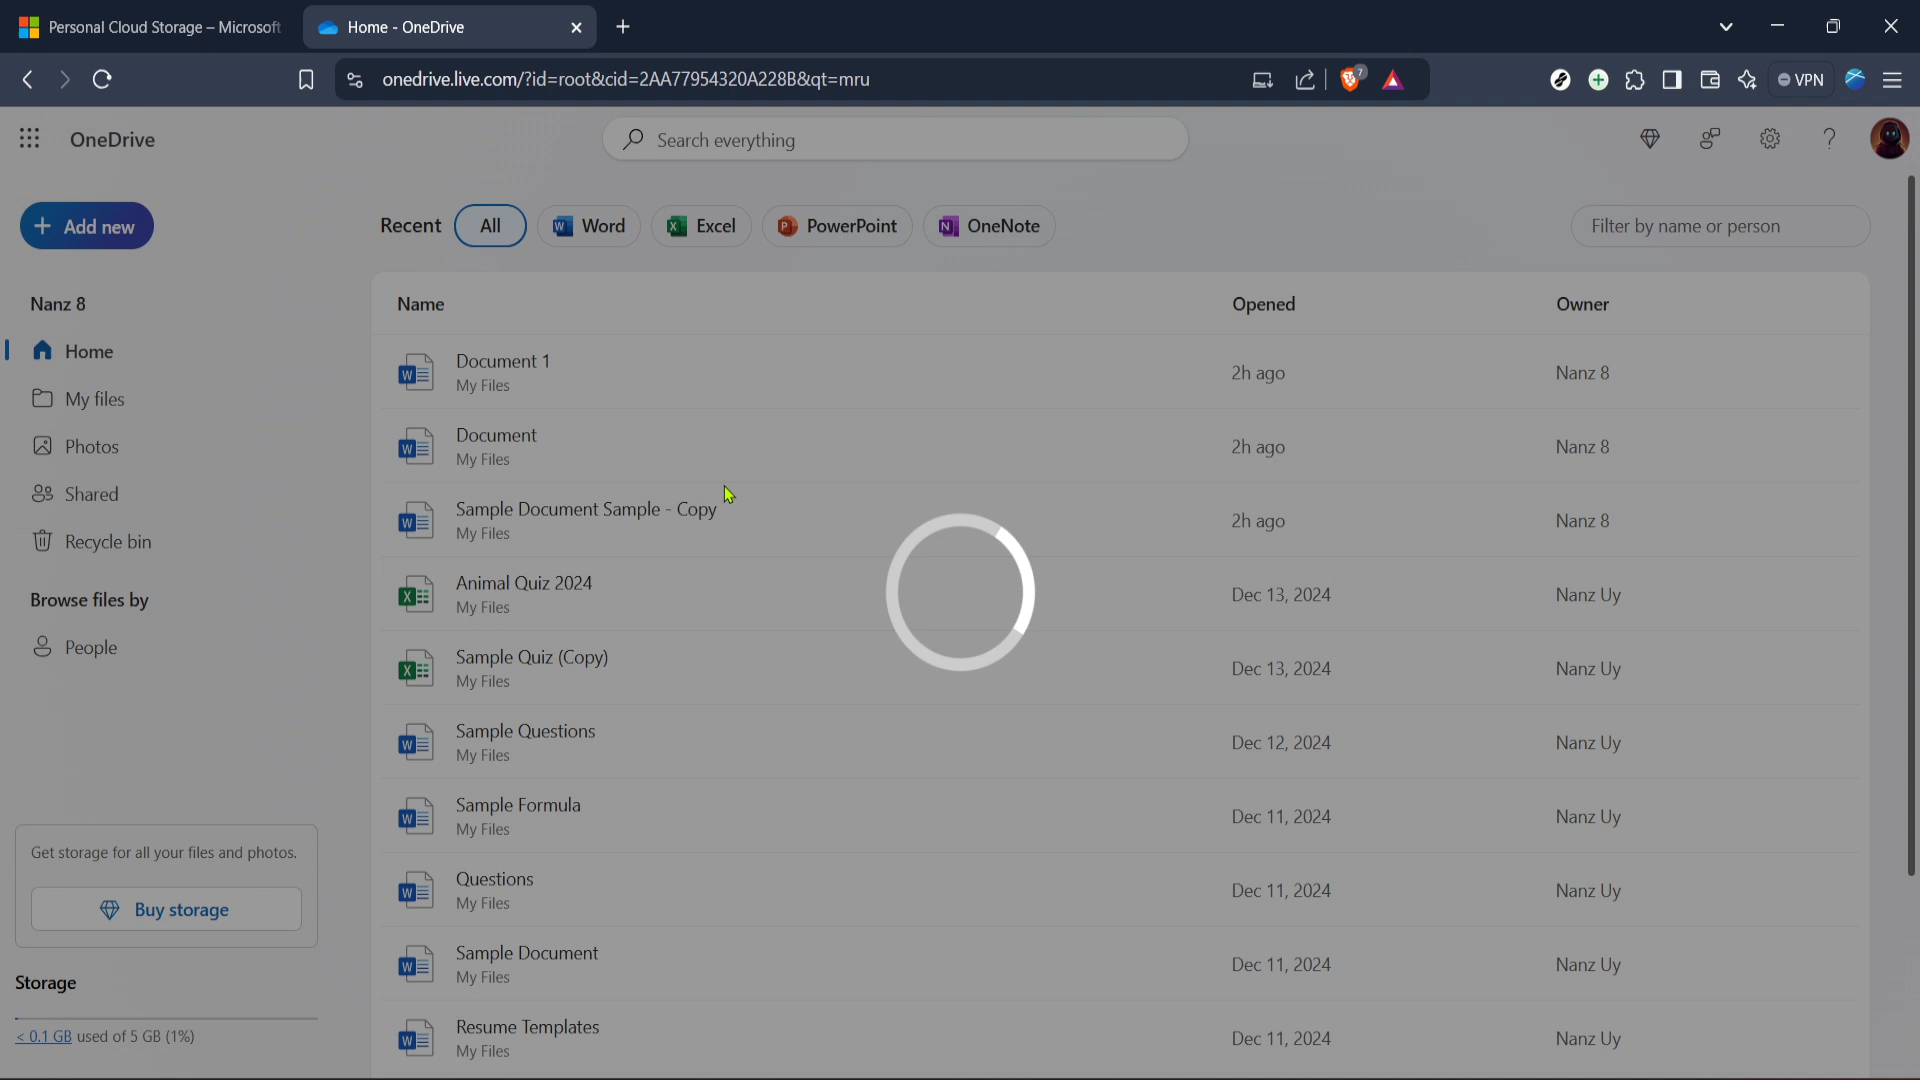 Personal Cloud Storage – Microsoft
Home - OneDrive
onedrive.live.com/?id=root&cid=2AA77954320A228B&qt=mru
7
VPN
OneDrive
Search everything
Add new
Recent
All
Word
Excel
PowerPoint
OneNote
Filter by name or person
Nanz 8
Home
My files
Photos
Shared
Recycle bin
Browse files by
People
Get storage for all your files and photos.
Buy storage
Storage
< 0.1 GB used of 5 GB (1%)
Name Opened Owner
Document 1
My Files
2h ago Nanz 8
Document
My Files
2h ago Nanz 8
Sample Document Sample - Copy
My Files
2h ago Nanz 8
Animal Quiz 2024
My Files
Dec 13, 2024 Nanz Uy
Sample Quiz (Copy)
My Files
Dec 13, 2024 Nanz Uy
Sample Questions
My Files
Dec 12, 2024 Nanz Uy
Sample Formula
My Files
Dec 11, 2024 Nanz Uy
Questions
My Files
Dec 11, 2024 Nanz Uy
Sample Document
My Files
Dec 11, 2024 Nanz Uy
Resume Templates
My Files
Dec 11, 2024 Nanz Uy